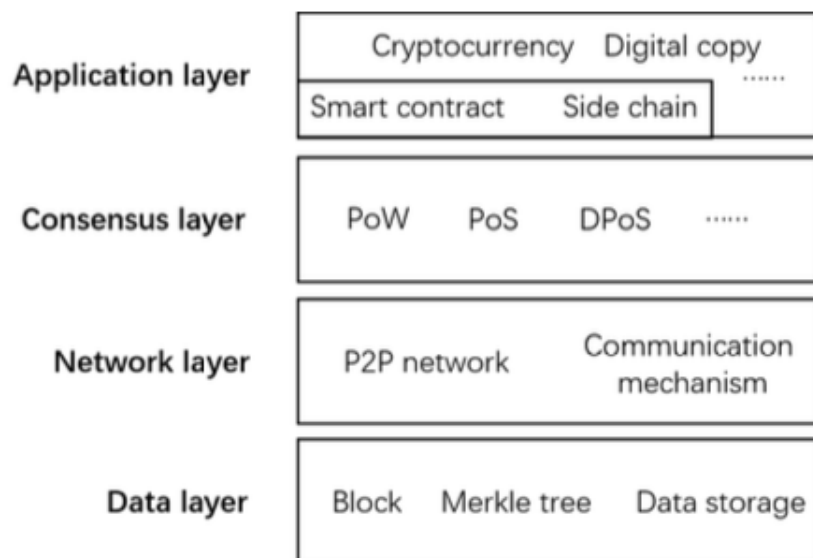 Cryptocurrency Digital copy
Application layer ......
Smart contract Side chain
Consensus layer PoW PoS DPoS ......
Communication
Network layer P2P network
mechanism
Data layer Block Merkle tree Data storage